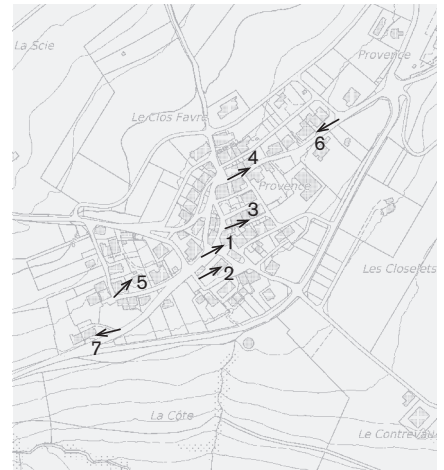 La Scie
Provence
Le Clos Favre
6
4
Provence
3
1
2
Les Closelets
5
7
La Côte
Le Contrevau